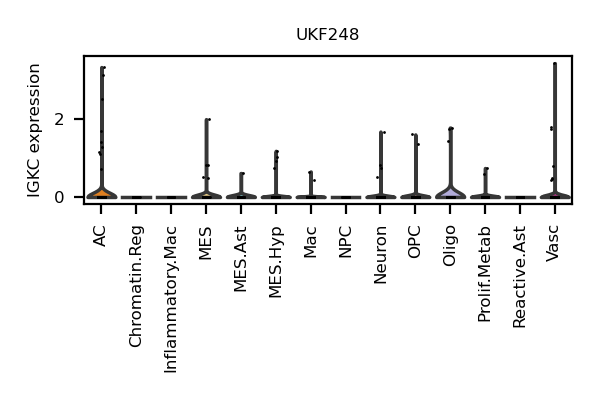 UKF248
IGKC expression
2
0
AC
Chromatin.Reg
Inflammatory.Mac
MES
MES.Ast
MES.Hyp
Mac
NPC
Neuron
OPC
Oligo
Prolif.Metab
Reactive.Ast
Vasc